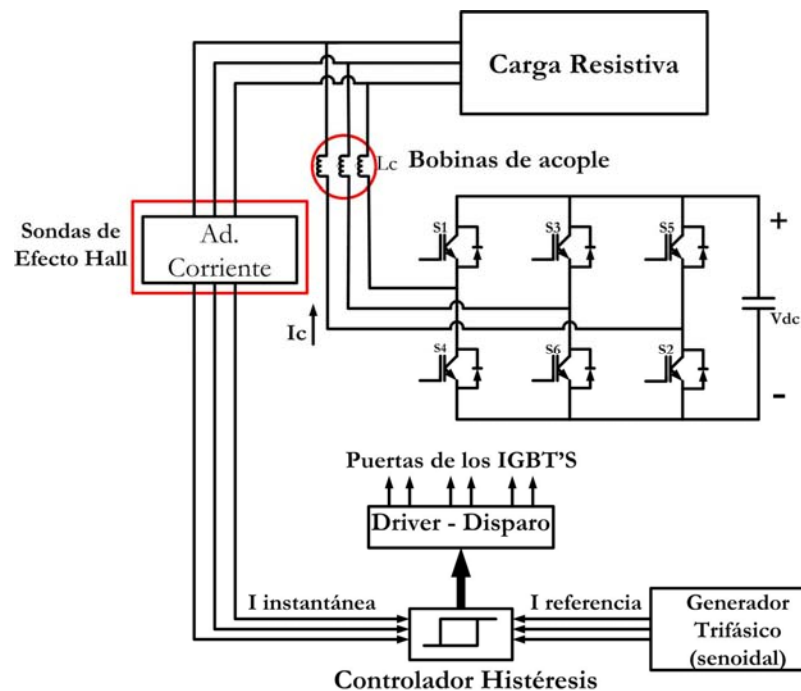 Carga Resistiva
Lc
Bobinas de acople
Sondas de
Efecto Hall
Ad.
Corriente
S1
S3
S5
+
Ic
Vdc
S4
S6
S2
-
Puertas de los IGBT'S
Driver - Disparo
I instantánea
I referencia
Generador
Trifásico
(senoidal)
Controlador Histéresis